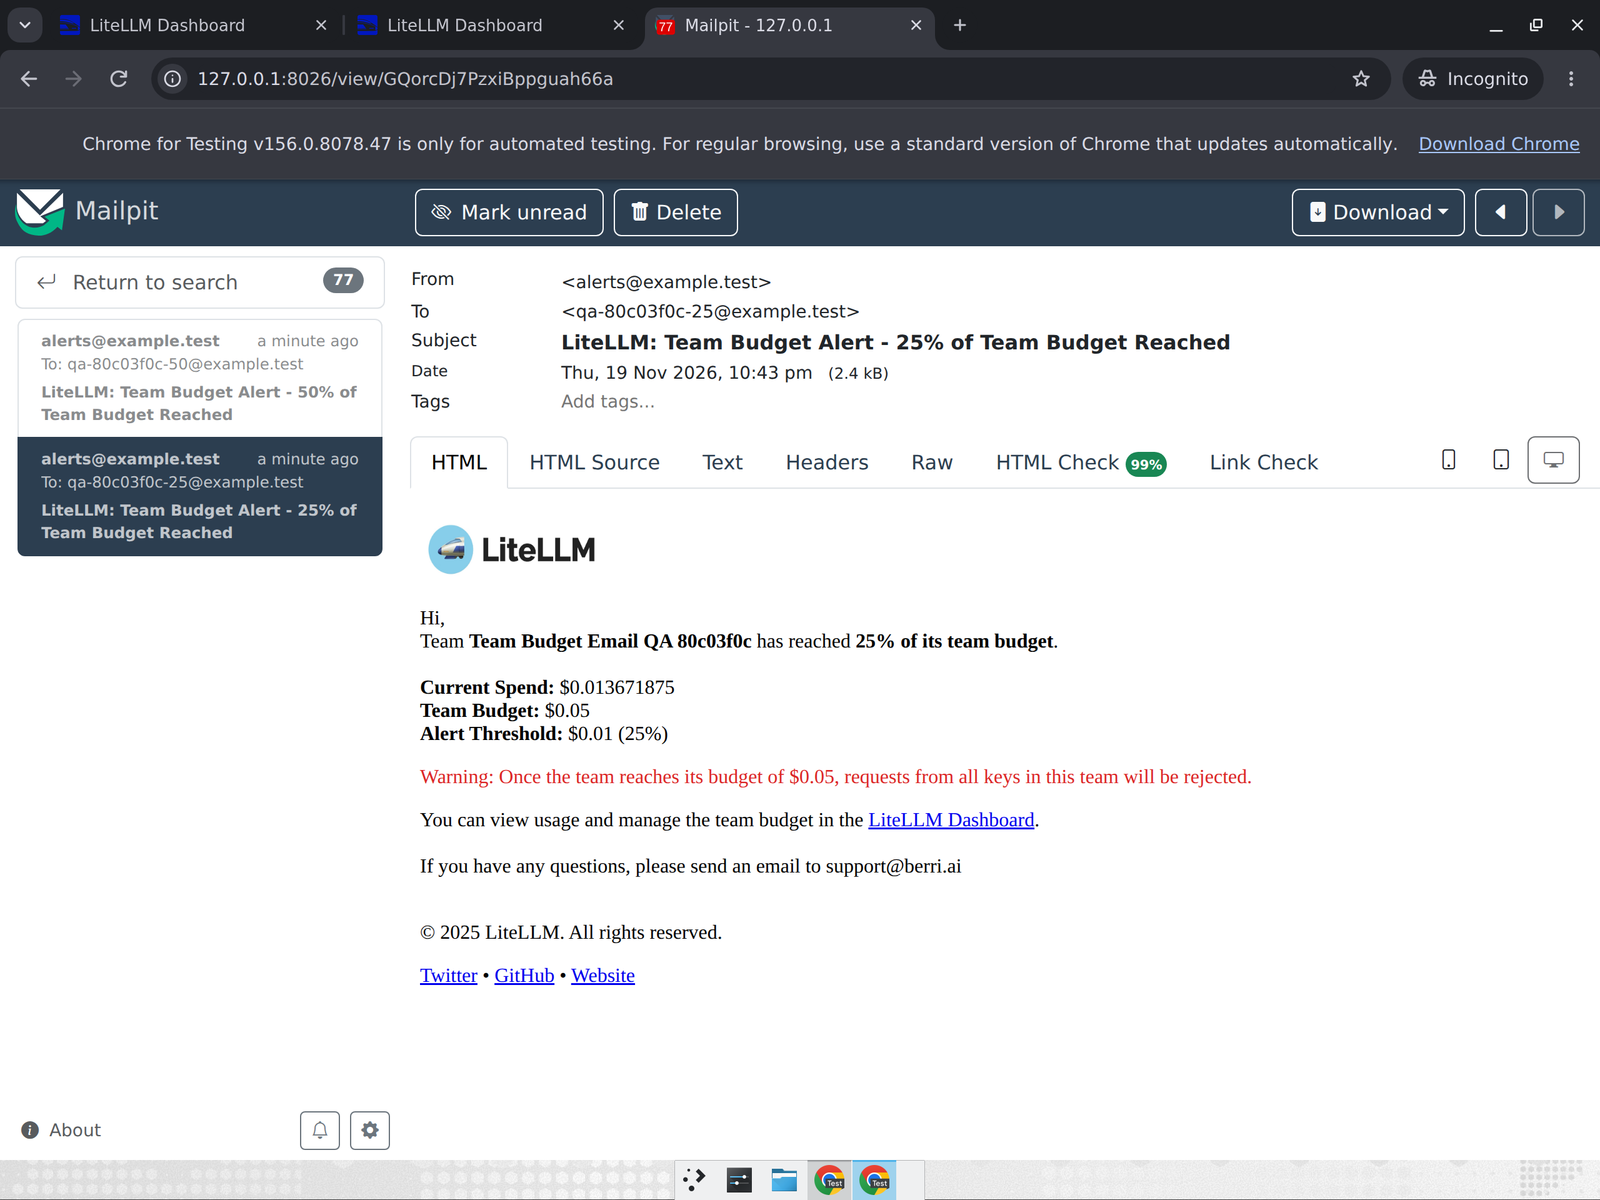 LiteLLM Dashboard
LiteLLM Dashboard
77 Mailpit - 127.0.0.1
127.0.0.1:8026/view/GQorcDj7PzxiBppguah66a
Incognito
Chrome for Testing v156.0.8078.47 is only for automated testing. For regular browsing, use a standard version of Chrome that updates automatically. Download Chrome
Mailpit
Mark unread
Delete
Download
Return to search 77
alerts@example.test a minute ago
To: qa-80c03f0c-50@example.test
LiteLLM: Team Budget Alert - 50% of
Team Budget Reached
alerts@example.test a minute ago
To: qa-80c03f0c-25@example.test
LiteLLM: Team Budget Alert - 25% of
Team Budget Reached
From <alerts@example.test>
To <qa-80c03f0c-25@example.test>
Subject LiteLLM: Team Budget Alert - 25% of Team Budget Reached
Date Thu, 19 Nov 2026, 10:43 pm (2.4 kB)
Tags Add tags...
HTML HTML Source Text Headers Raw HTML Check 99% Link Check
LiteLLM
Hi,
Team Team Budget Email QA 80c03f0c has reached 25% of its team budget.
Current Spend: $0.013671875
Team Budget: $0.05
Alert Threshold: $0.01 (25%)
Warning: Once the team reaches its budget of $0.05, requests from all keys in this team will be rejected.
You can view usage and manage the team budget in the LiteLLM Dashboard.
If you have any questions, please send an email to support@berri.ai
© 2025 LiteLLM. All rights reserved.
Twitter • GitHub • Website
About
Test
Test